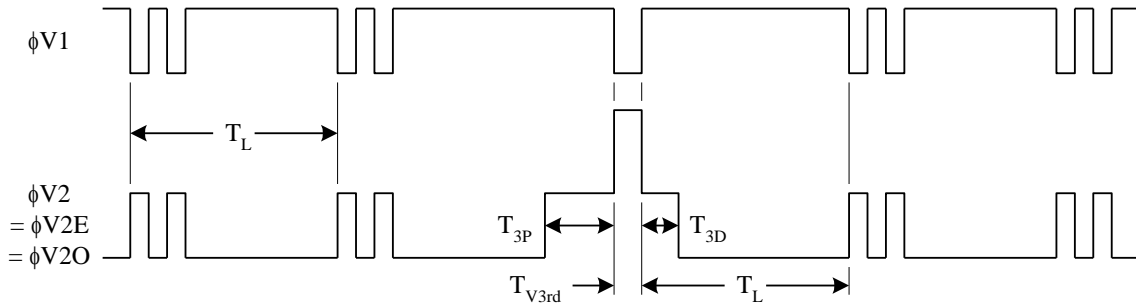 ϕV1
T_L
ϕV2
= ϕV2E
= ϕV2O
T_3P
T_3D
T_V3rd
T_L